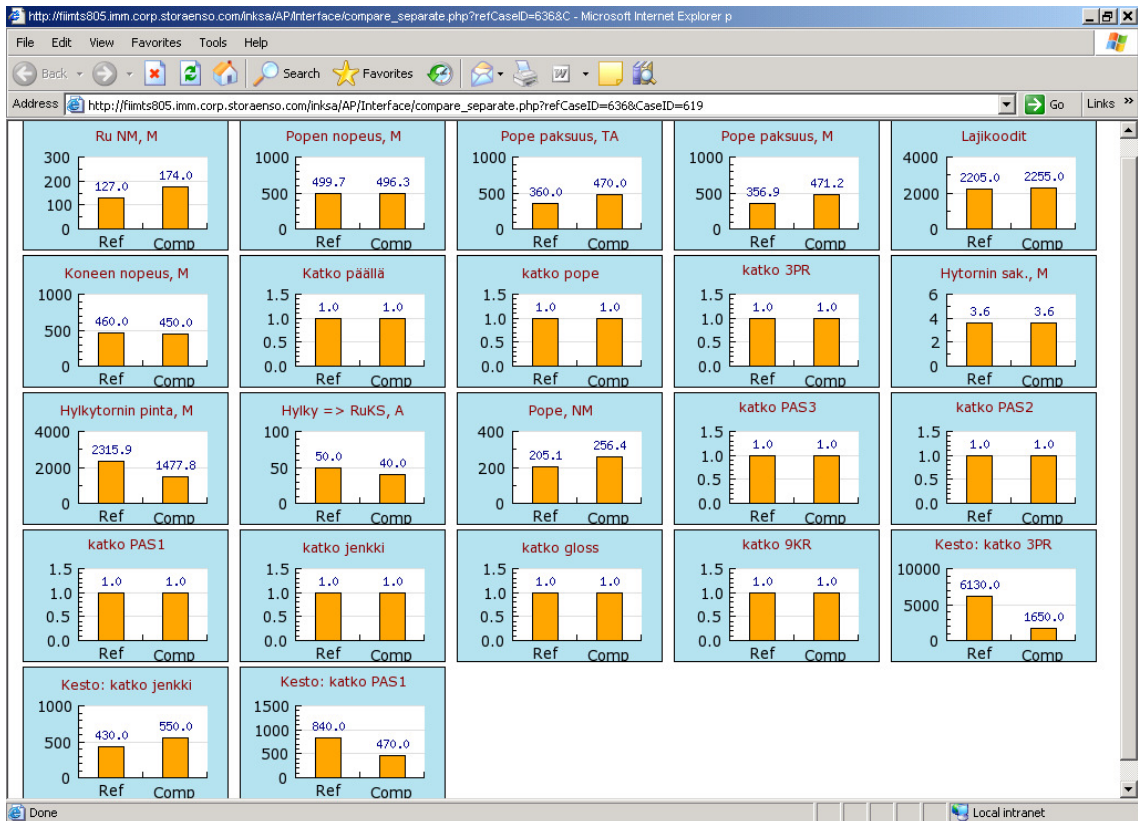 http://fiimts805.imm.corp.storaenso.com/inksa/AP/Interface/compare_separate.php?refCaseID=636&C - Microsoft Internet Explorer p
File Edit View Favorites Tools Help
Back Search Favorites
Address http://fiimts805.imm.corp.storaenso.com/inksa/AP/Interface/compare_separate.php?refCaseID=636&CaseID=619 Go Links »
Ru NM, M
300
200
100
0
127.0 174.0
Ref Comp
Popen nopeus, M
1000
500
0
499.7 496.3
Ref Comp
Pope paksuus, TA
1000
500
0
360.0 470.0
Ref Comp
Pope paksuus, M
1000
500
0
356.9 471.2
Ref Comp
Lajikoodit
4000
2000
0
2205.0 2255.0
Ref Comp
Koneen nopeus, M
1000
500
0
460.0 450.0
Ref Comp
Katko päällä
1.5
1.0
0.5
0.0
1.0 1.0
Ref Comp
katko pope
1.5
1.0
0.5
0.0
1.0 1.0
Ref Comp
katko 3PR
1.5
1.0
0.5
0.0
1.0 1.0
Ref Comp
Hytornin sak., M
6
4
2
0
3.6 3.6
Ref Comp
Hylkytornin pinta, M
4000
2000
0
2315.9 1477.8
Ref Comp
Hylky => RuKS, A
100
50
0
50.0 40.0
Ref Comp
Pope, NM
400
200
0
205.1 256.4
Ref Comp
katko PAS3
1.5
1.0
0.5
0.0
1.0 1.0
Ref Comp
katko PAS2
1.5
1.0
0.5
0.0
1.0 1.0
Ref Comp
katko PAS1
1.5
1.0
0.5
0.0
1.0 1.0
Ref Comp
katko jenkki
1.5
1.0
0.5
0.0
1.0 1.0
Ref Comp
katko gloss
1.5
1.0
0.5
0.0
1.0 1.0
Ref Comp
katko 9KR
1.5
1.0
0.5
0.0
1.0 1.0
Ref Comp
Kesto: katko 3PR
10000
5000
0
6130.0 1650.0
Ref Comp
Kesto: katko jenkki
1000
500
0
430.0 550.0
Ref Comp
Kesto: katko PAS1
1500
1000
500
0
840.0 470.0
Ref Comp
Done Local intranet